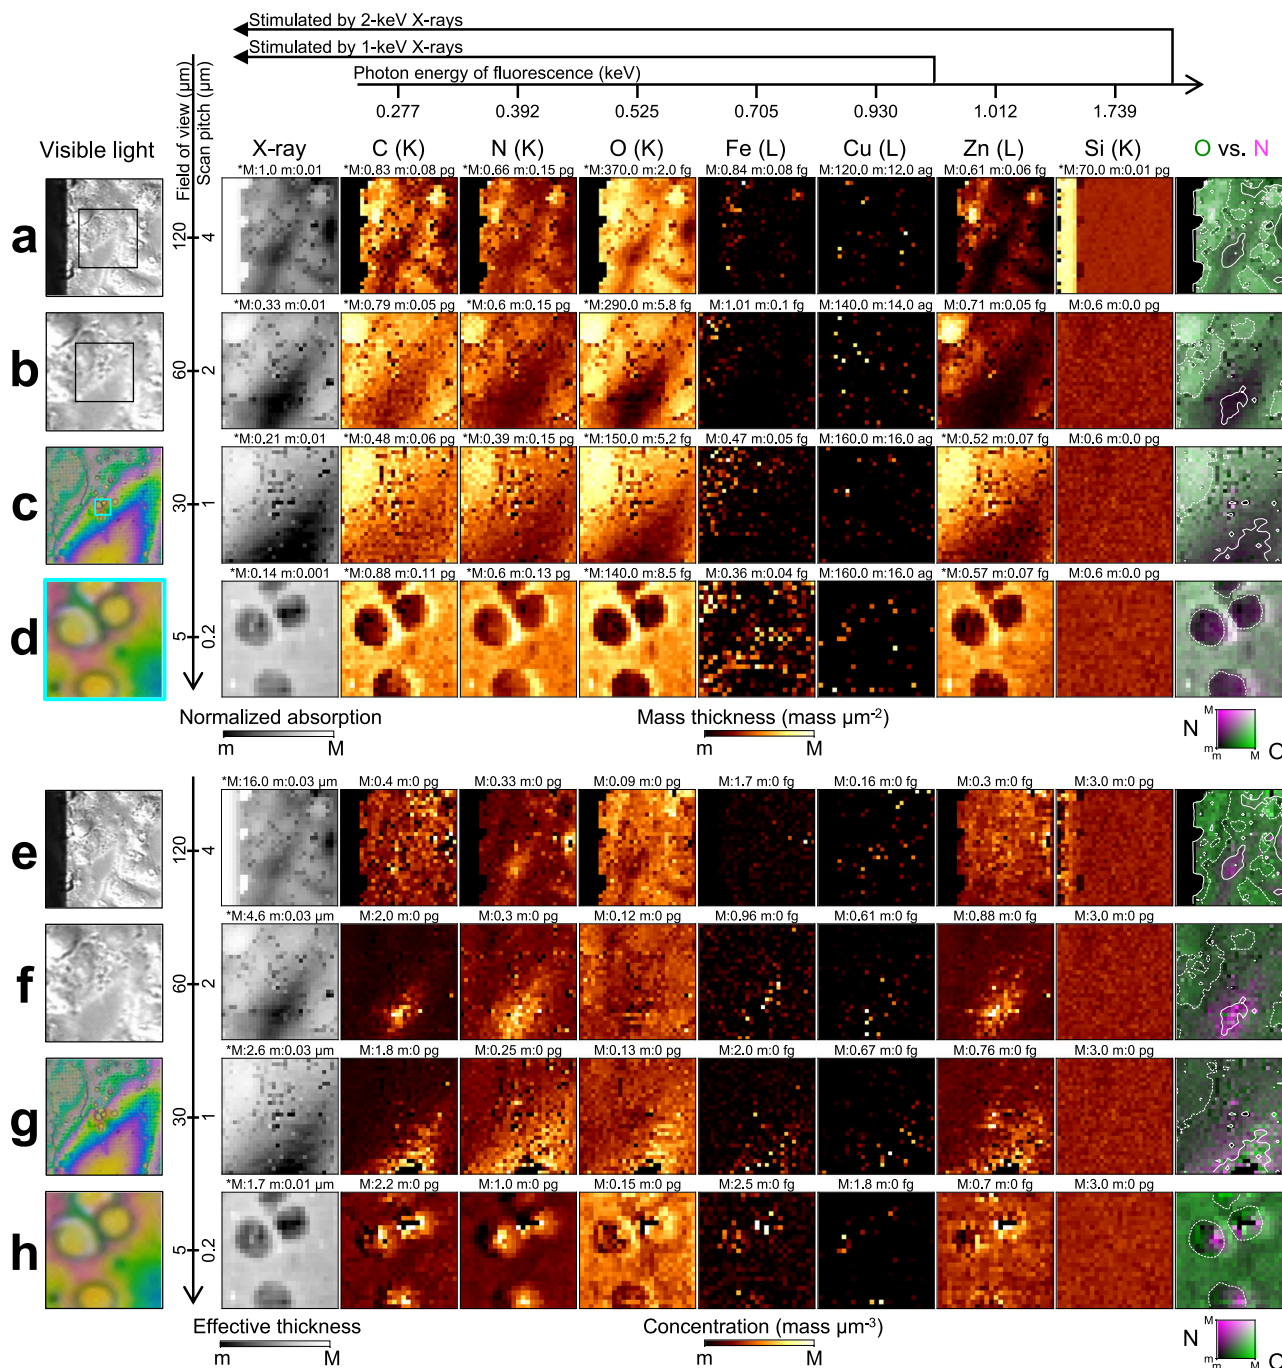 Stimulated by 2-keV X-rays
Stimulated by 1-keV X-rays
Photon energy of fluorescence (keV)
0.277 0.392 0.525 0.705 0.930 1.012 1.739
Field of view (μm)
Scan pitch (μm)
Visible light X-ray C (K) N (K) O (K) Fe (L) Cu (L) Zn (L) Si (K) O vs. N
*M:1.0 m:0.01 *M:0.83 m:0.08 pg *M:0.66 m:0.15 pg *M:370.0 m:2.0 fg M:0.84 m:0.08 fg M:120.0 m:12.0 ag M:0.61 m:0.06 fg *M:70.0 m:0.01 pg
a 120 4
*M:0.33 m:0.01 *M:0.79 m:0.05 pg *M:0.6 m:0.15 pg *M:290.0 m:5.8 fg M:1.01 m:0.1 fg M:140.0 m:14.0 ag *M:0.71 m:0.05 fg M:0.6 m:0.0 pg
b 60 2
*M:0.21 m:0.01 *M:0.48 m:0.06 pg *M:0.39 m:0.15 pg *M:150.0 m:5.2 fg M:0.47 m:0.05 fg M:160.0 m:16.0 ag *M:0.52 m:0.07 fg M:0.6 m:0.0 pg
c 30 1
*M:0.14 m:0.001 *M:0.88 m:0.11 pg *M:0.6 m:0.13 pg *M:140.0 m:8.5 fg M:0.36 m:0.04 fg M:160.0 m:16.0 ag *M:0.57 m:0.07 fg M:0.6 m:0.0 pg
d 5 0.2
Normalized absorption Mass thickness (mass μm-2)
m M m M N M m m M O
*M:16.0 m:0.03 μm M:0.4 m:0 pg M:0.33 m:0 pg M:0.09 m:0 pg M:1.7 m:0 fg M:0.16 m:0 fg M:0.3 m:0 fg M:3.0 m:0 pg
e 120 4
*M:4.6 m:0.03 μm M:2.0 m:0 pg M:0.3 m:0 pg M:0.12 m:0 pg M:0.96 m:0 fg M:0.61 m:0 fg M:0.88 m:0 fg M:3.0 m:0 pg
f 60 2
*M:2.6 m:0.03 μm M:1.8 m:0 pg M:0.25 m:0 pg M:0.13 m:0 pg M:2.0 m:0 fg M:0.67 m:0 fg M:0.76 m:0 fg M:3.0 m:0 pg
g 30 1
*M:1.7 m:0.01 μm M:2.2 m:0 pg M:1.0 m:0 pg M:0.15 m:0 pg M:2.5 m:0 fg M:1.8 m:0 fg M:0.7 m:0 fg M:3.0 m:0 pg
h 5 0.2
Effective thickness Concentration (mass μm-3)
m M m M N M m m M